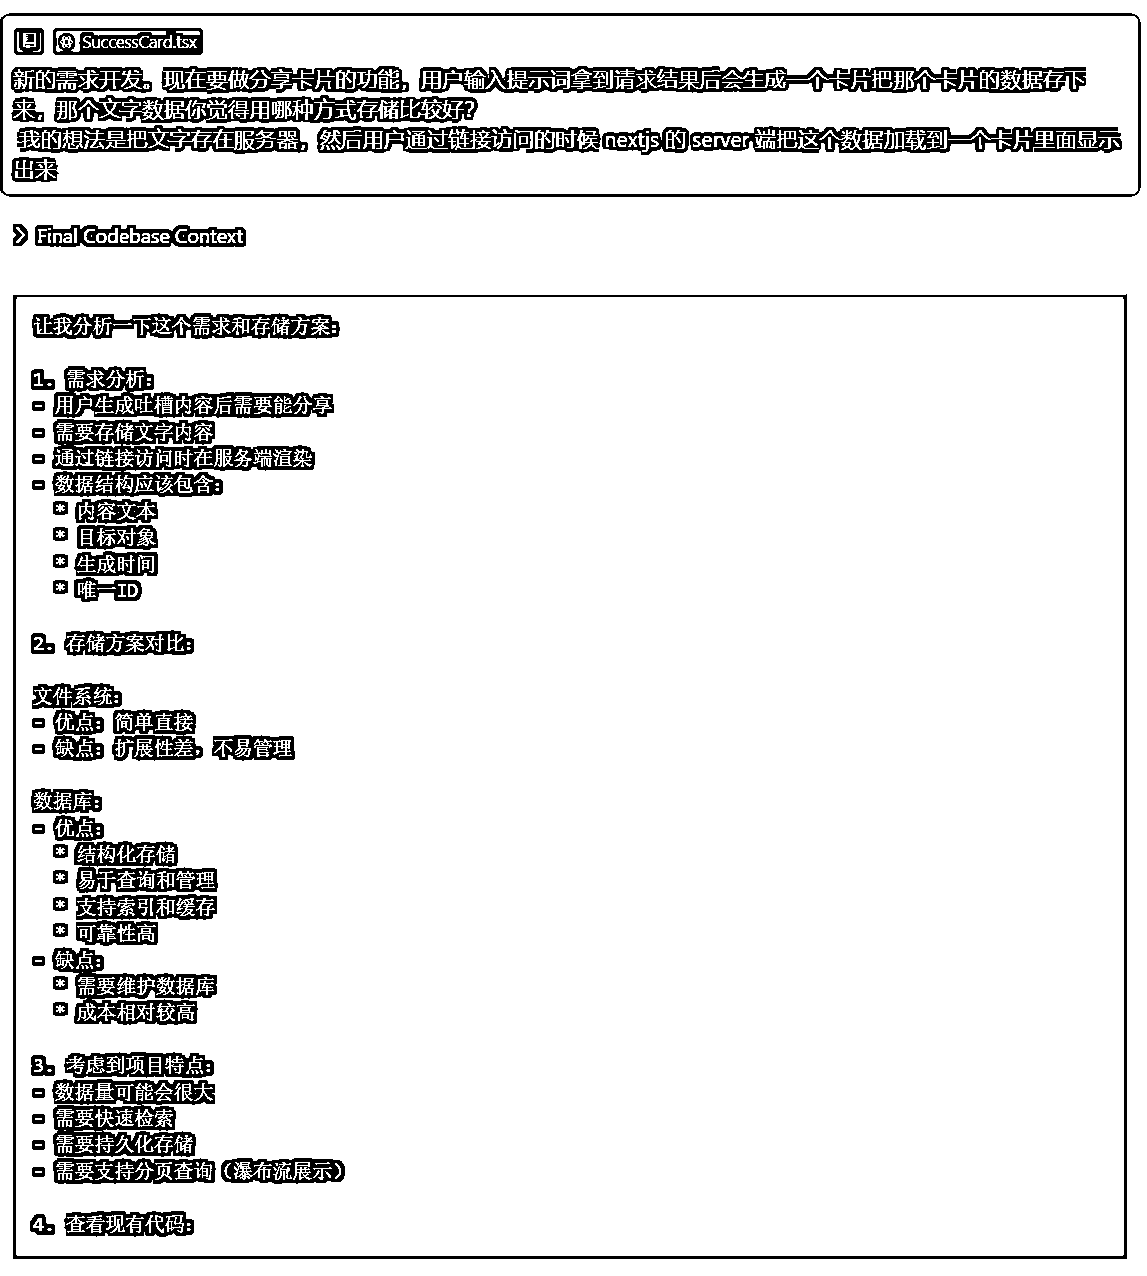 SuccessCard.tsx
新的需求开发。现在要做分享卡片的功能，用户输入提示词拿到请求结果后会生成一个卡片把那个卡片的数据存下
来，那个文字数据你觉得用哪种方式存储比较好？
我的想法是把文字存在服务器，然后用户通过链接访问的时候 nextjs 的 server 端把这个数据加载到一个卡片里面显示
出来
Final Codebase Context
让我分析一下这个需求和存储方案：
1. 需求分析：
- 用户生成吐槽内容后需要能分享
- 需要存储文字内容
- 通过链接访问时在服务端渲染
- 数据结构应该包含：
* 内容文本
* 目标对象
* 生成时间
* 唯一ID
2. 存储方案对比：
文件系统：
- 优点：简单直接
- 缺点：扩展性差，不易管理
数据库：
- 优点：
* 结构化存储
* 易于查询和管理
* 支持索引和缓存
* 可靠性高
- 缺点：
* 需要维护数据库
* 成本相对较高
3. 考虑到项目特点：
- 数据量可能会很大
- 需要快速检索
- 需要持久化存储
- 需要支持分页查询（瀑布流展示）
4. 查看现有代码：